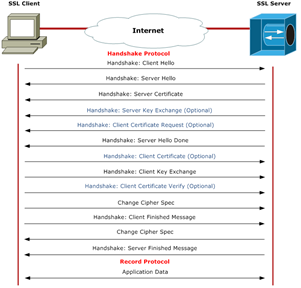 SSL Client
SSL Server
Internet
Handshake Protocol
Handshake: Client Hello
Handshake: Server Hello
Handshake: Server Certificate
Handshake: Server Key Exchange (Optional)
Handshake: Client Certificate Request (Optional)
Handshake: Server Hello Done
Handshake: Client Certificate (Optional)
Handshake: Client Key Exchange
Handshake: Client Certificate Verify (Optional)
Change Cipher Spec
Handshake: Client Finished Message
Change Cipher Spec
Handshake: Server Finished Message
Record Protocol
Application Data